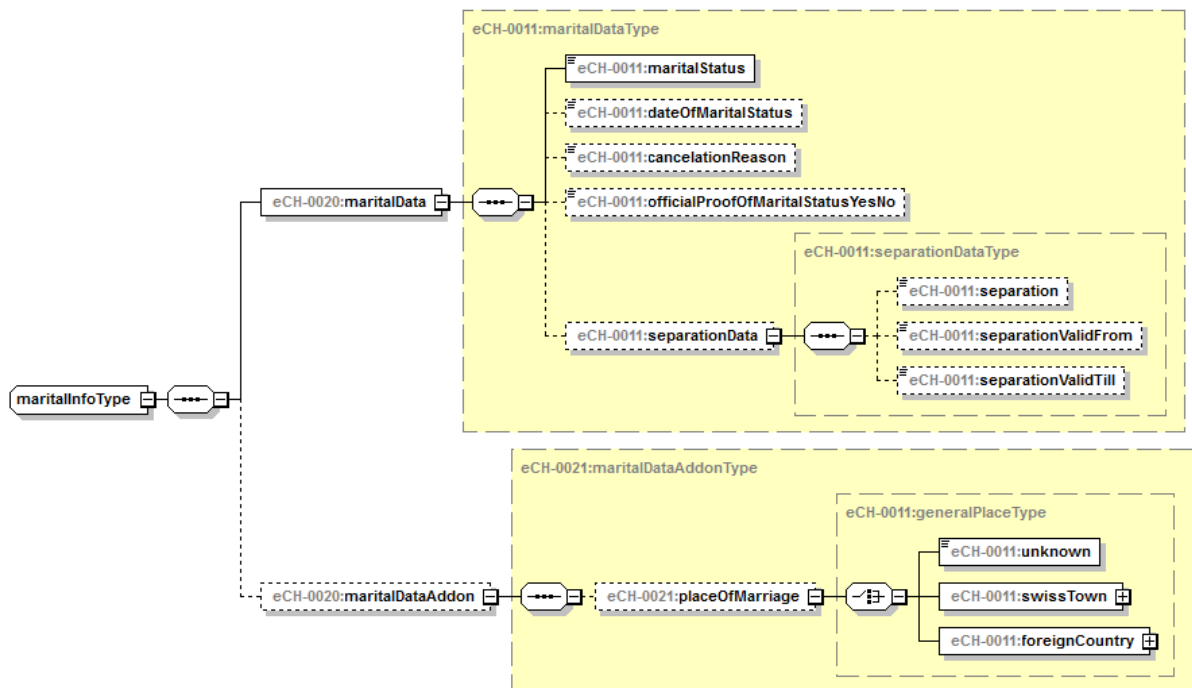 eCH-0011:maritalDataType
eCH-0011:maritalStatus
eCH-0011:dateOfMaritalStatus
eCH-0011:cancelationReason
eCH-0020:maritalData
eCH-0011:officialProofOfMaritalStatusYesNo
eCH-0011:separationDataType
eCH-0011:separation
eCH-0011:separationData
eCH-0011:separationValidFrom
eCH-0011:separationValidTill
maritalInfoType
eCH-0021:maritalDataAddonType
eCH-0011:generalPlaceType
eCH-0011:unknown
eCH-0020:maritalDataAddon
eCH-0021:placeOfMarriage
eCH-0011:swissTown
eCH-0011:foreignCountry